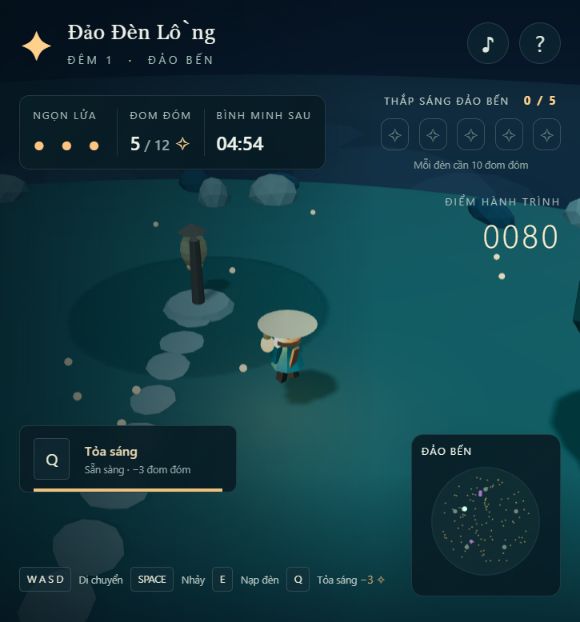 Đảo Đèn Lồng
ĐÊM 1 · ĐẢO BẾN
?
NGỌN LỬA
ĐOM ĐÓM
5 / 12
BÌNH MINH SAU
04:54
THẮP SÁNG ĐẢO BẾN 0 / 5
Mỗi đèn cần 10 đom đóm
ĐIỂM HÀNH TRÌNH
0080
Q
Tỏa sáng
Sẵn sàng · −3 đom đóm
ĐẢO BẾN
WASD Di chuyển SPACE Nhảy E Nạp đèn Q Tỏa sáng −3